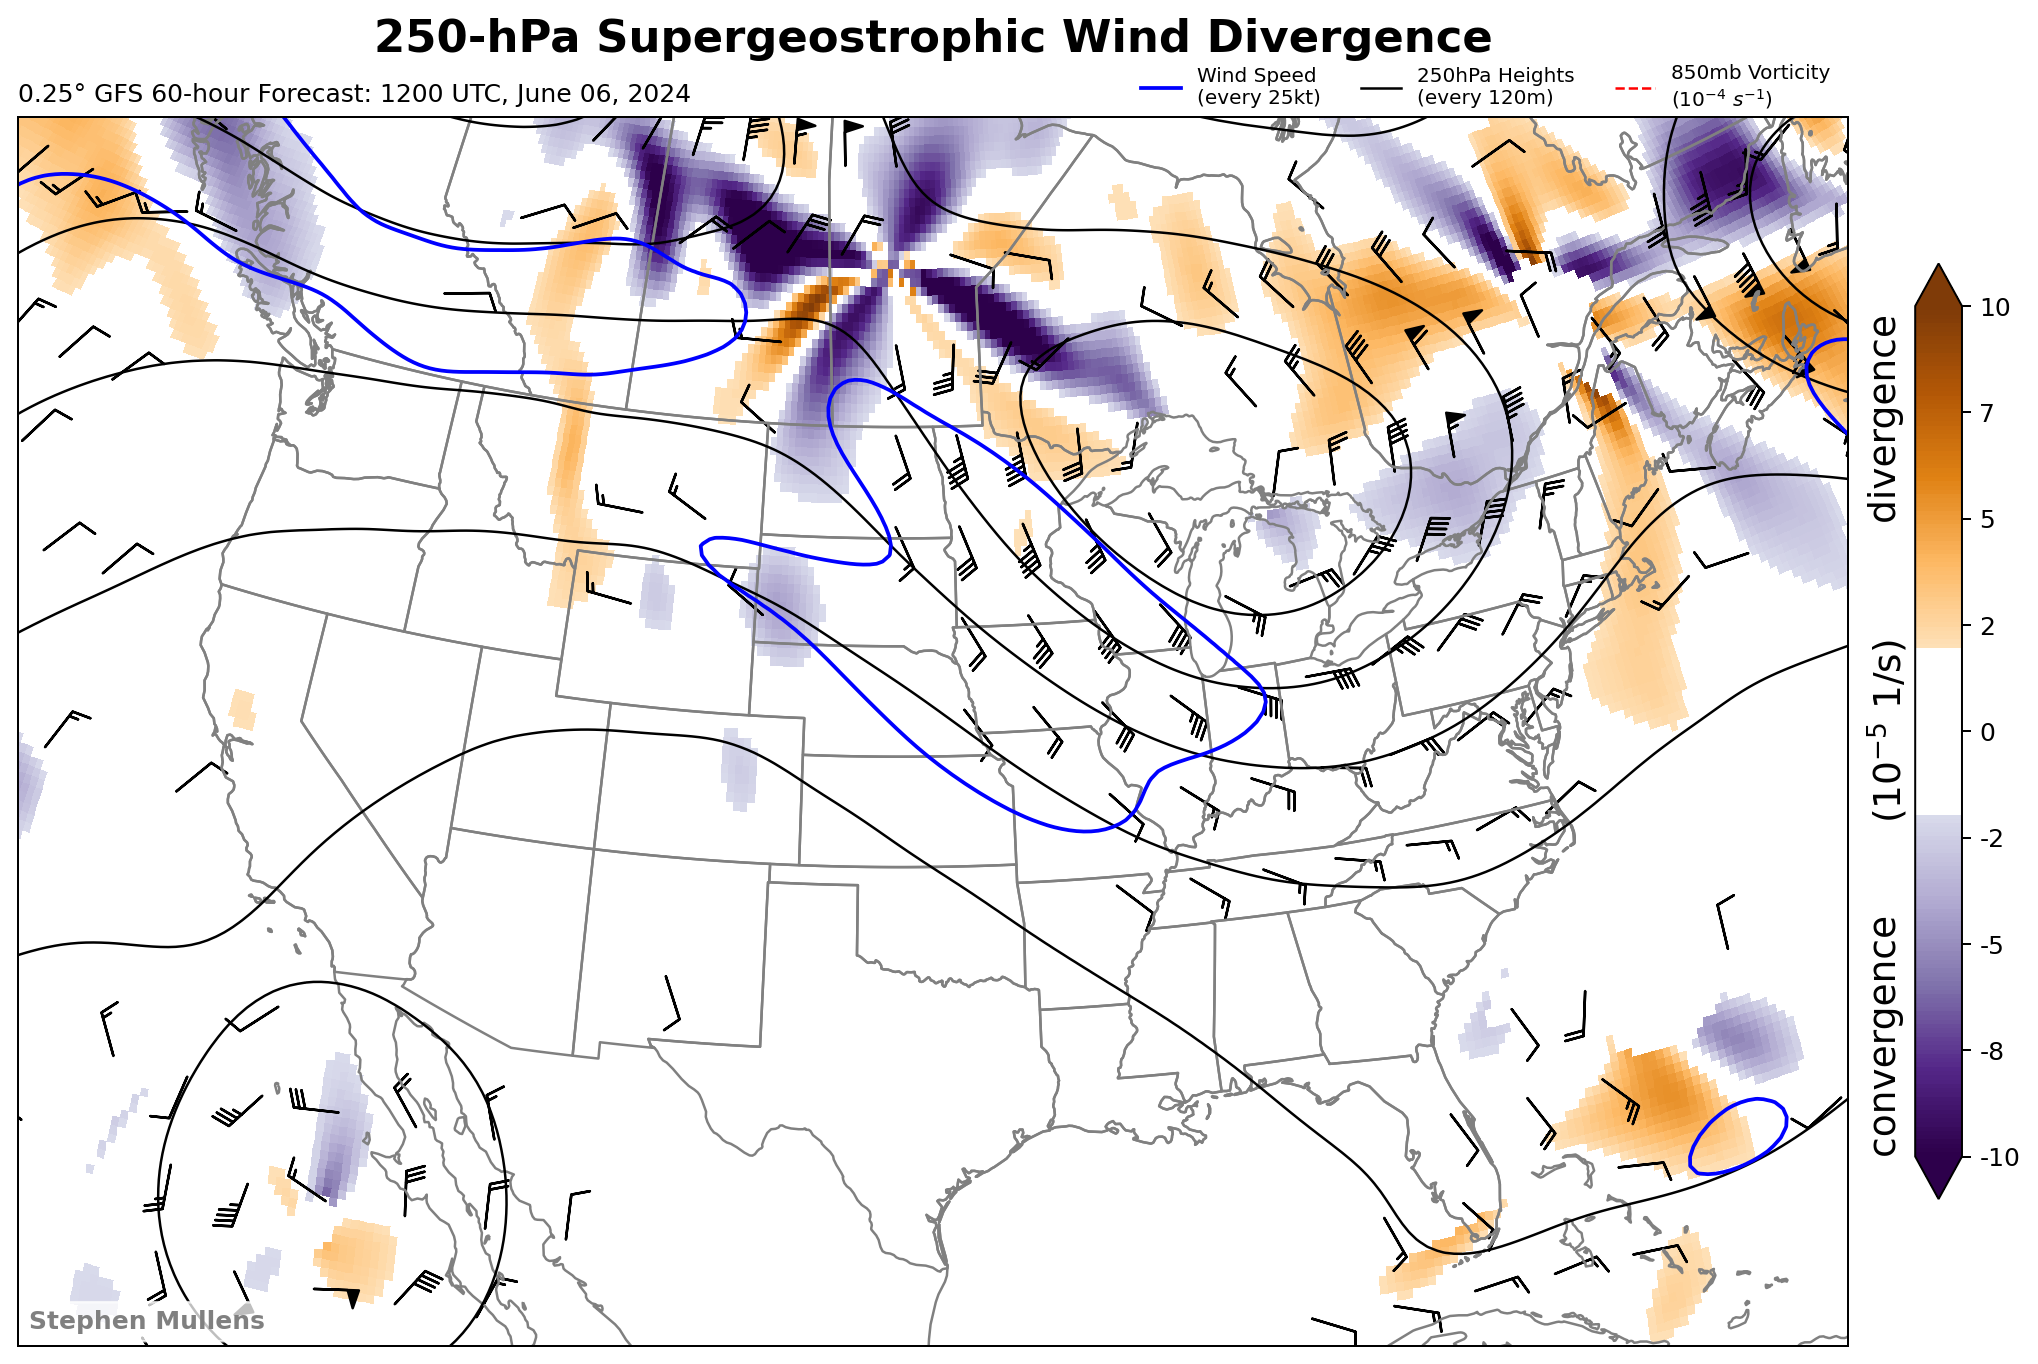 250-hPa Supergeostrophic Wind Divergence
0.25° GFS 60-hour Forecast: 1200 UTC, June 06, 2024
Wind Speed
(every 25kt)
250hPa Heights
(every 120m)
850mb Vorticity
(10⁻⁴ s⁻¹)
10
7
5
2
0
-2
-5
-8
-10
convergence (10⁻⁵ 1/s) divergence
Stephen Mullens